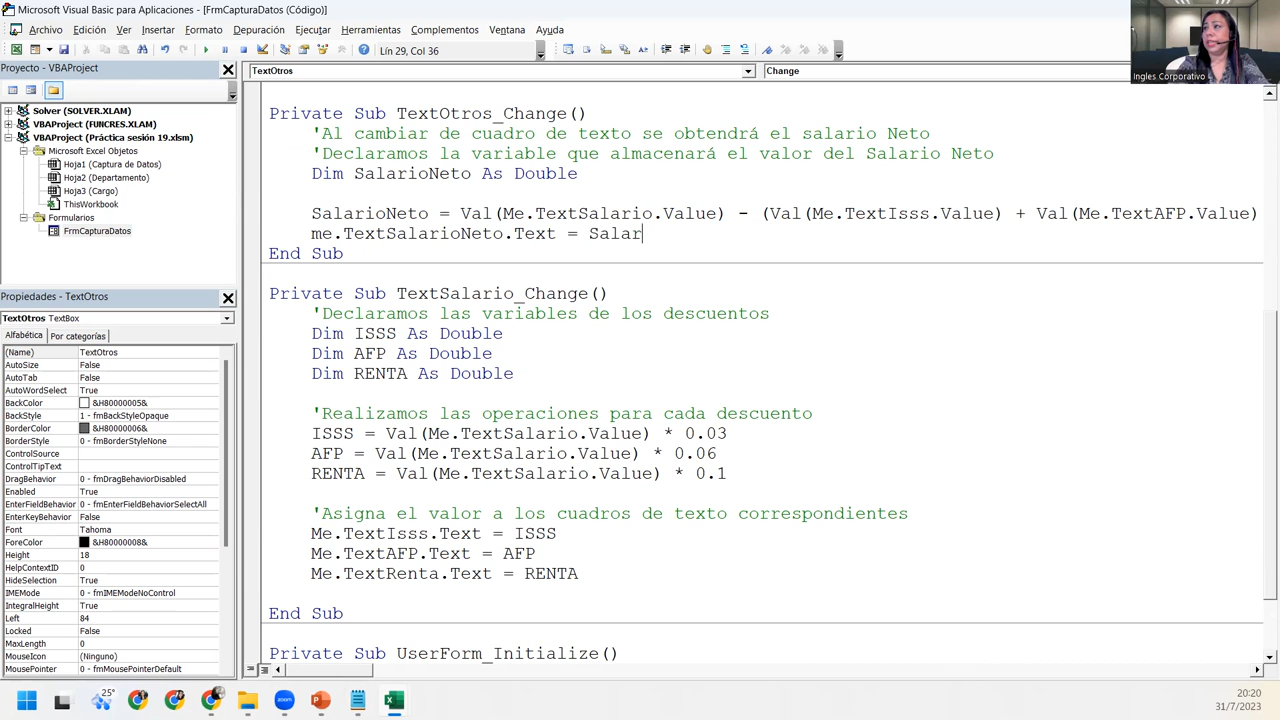 Microsoft Visual Basic para Aplicaciones - [FrmCapturaDatos (Código)]
Archivo Edición Ver Insertar Formato Depuración Ejecutar Herramientas Complementos Ventana Ayuda
Lín 29, Col 36
Ingles Corporativo
Proyecto - VBAProject
Solver (SOLVER.XLAM)
VBAProject (FUNCRES.XLAM)
VBAProject (Práctica sesión 19.xlsm)
Microsoft Excel Objetos
Hoja1 (Captura de Datos)
Hoja2 (Departamento)
Hoja3 (Cargo)
ThisWorkbook
Formularios
FrmCapturaDatos
Propiedades - TextOtros
TextOtros TextBox
Alfabética Por categorías
(Name) TextOtros
AutoSize False
AutoTab False
AutoWordSelect True
BackColor &H80000005&
BackStyle 1 - fmBackStyleOpaque
BorderColor &H80000006&
BorderStyle 0 - fmBorderStyleNone
ControlSource
ControlTipText
DragBehavior 0 - fmDragBehaviorDisabled
Enabled True
EnterFieldBehavior 0 - fmEnterFieldBehaviorSelectAll
EnterKeyBehavior False
Font Tahoma
ForeColor &H80000008&
Height 18
HelpContextID 0
HideSelection True
IMEMode 0 - fmIMEModeNoControl
IntegralHeight True
Left 84
Locked False
MaxLength 0
MouseIcon (Ninguno)
MousePointer 0 - fmMousePointerDefault
TextOtros Change
Private Sub TextOtros_Change()
'Al cambiar de cuadro de texto se obtendrá el salario Neto
'Declaramos la variable que almacenará el valor del Salario Neto
Dim SalarioNeto As Double
SalarioNeto = Val(Me.TextSalario.Value) - (Val(Me.TextIsss.Value) + Val(Me.TextAFP.Value)
me.TextSalarioNeto.Text = Salar
End Sub
Private Sub TextSalario_Change()
'Declaramos las variables de los descuentos
Dim ISSS As Double
Dim AFP As Double
Dim RENTA As Double
'Realizamos las operaciones para cada descuento
ISSS = Val(Me.TextSalario.Value) * 0.03
AFP = Val(Me.TextSalario.Value) * 0.06
RENTA = Val(Me.TextSalario.Value) * 0.1
'Asigna el valor a los cuadros de texto correspondientes
Me.TextIsss.Text = ISSS
Me.TextAFP.Text = AFP
Me.TextRenta.Text = RENTA
End Sub
Private Sub UserForm_Initialize()
25°
20:20
31/7/2023